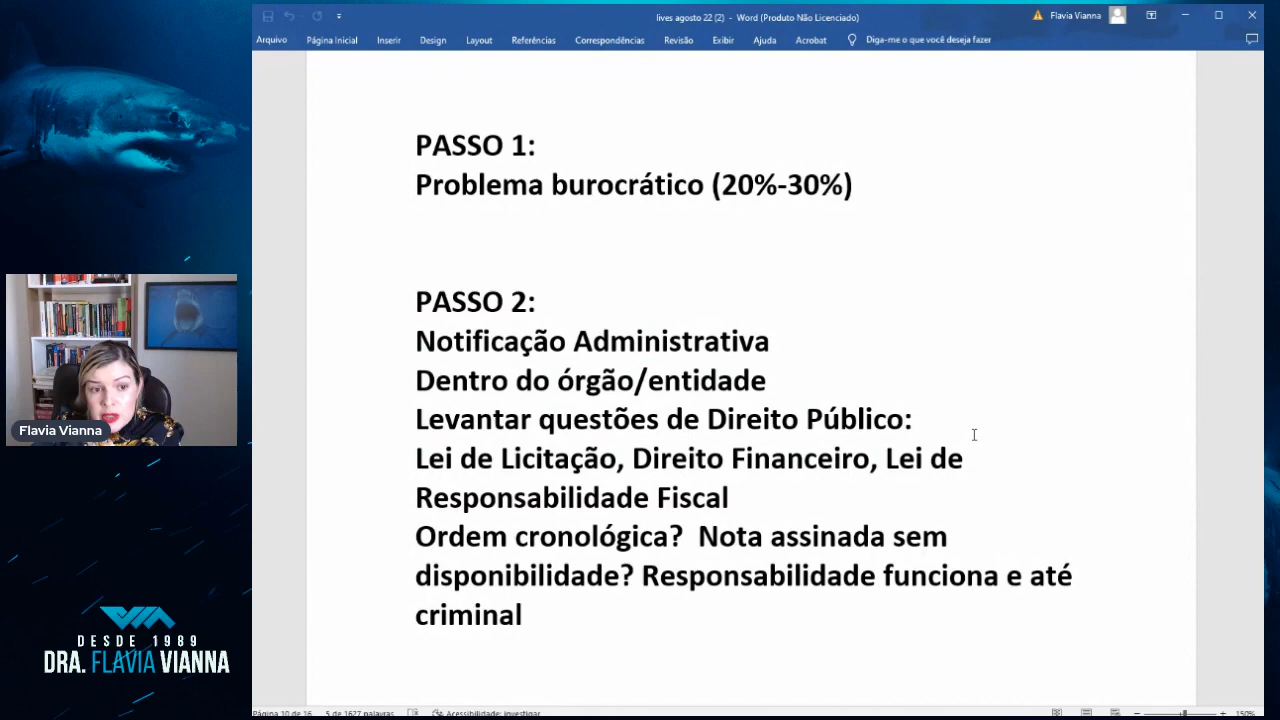 lives agosto 22 (2) - Word (Produto Não Licenciado)
Flavia Vianna
Arquivo Página Inicial Inserir Design Layout Referências Correspondências Revisão Exibir Ajuda Acrobat Diga-me o que você deseja fazer
PASSO 1:
Problema burocrático (20%-30%)
PASSO 2:
Notificação Administrativa
Dentro do órgão/entidade
Levantar questões de Direito Público:
Lei de Licitação, Direito Financeiro, Lei de
Responsabilidade Fiscal
Ordem cronológica? Nota assinada sem
disponibilidade? Responsabilidade funciona e até
criminal
Flavia Vianna
DESDE 1989
DRA. FLAVIA VIANNA
Página 10 de 16 5 de 1627 palavras Acessibilidade: investigar 150%